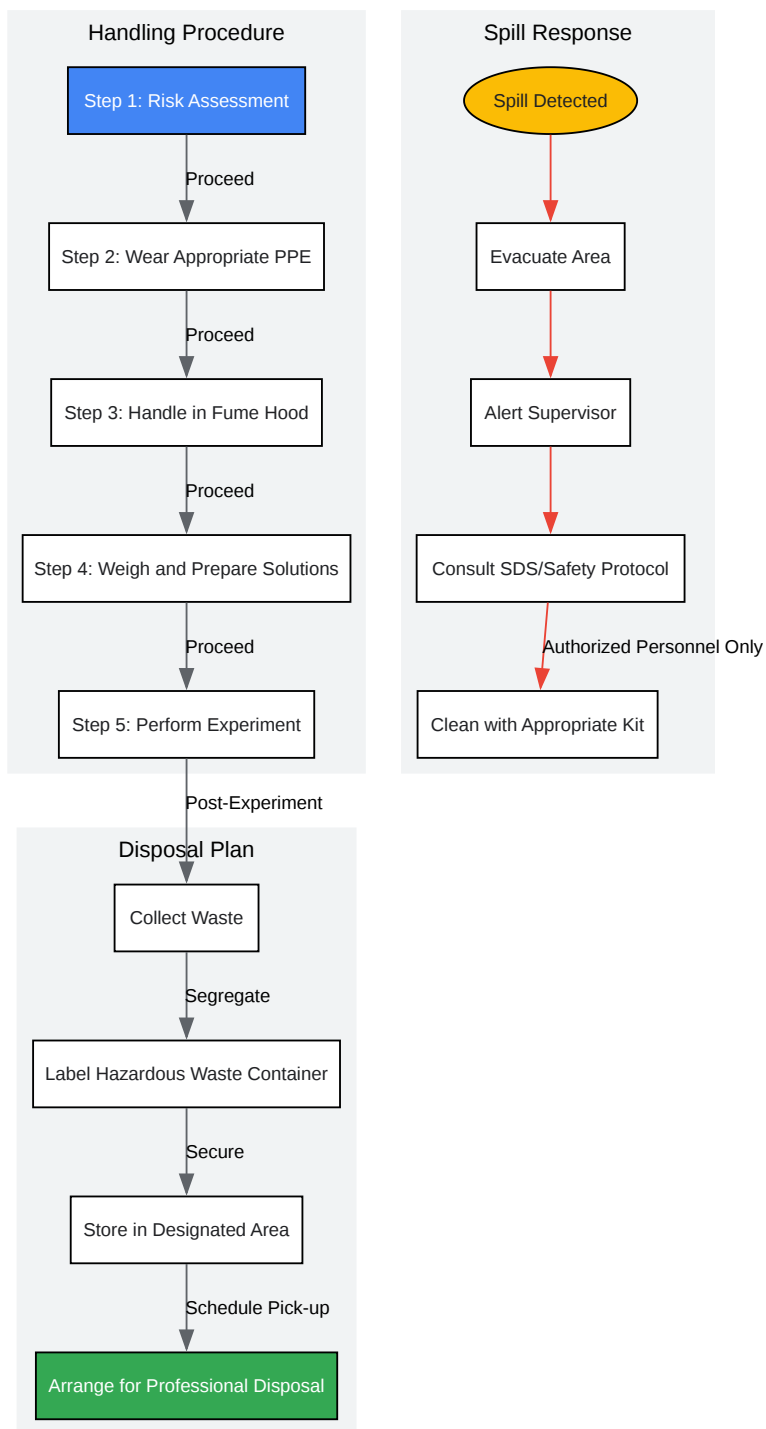 Handling Procedure
Step 1: Risk Assessment
Proceed
Step 2: Wear Appropriate PPE
Proceed
Step 3: Handle in Fume Hood
Proceed
Step 4: Weigh and Prepare Solutions
Proceed
Step 5: Perform Experiment
Post-Experiment
Disposal Plan
Collect Waste
Segregate
Label Hazardous Waste Container
Secure
Store in Designated Area
Schedule Pick-up
Arrange for Professional Disposal
Spill Response
Spill Detected
Evacuate Area
Alert Supervisor
Consult SDS/Safety Protocol
Authorized Personnel Only
Clean with Appropriate Kit